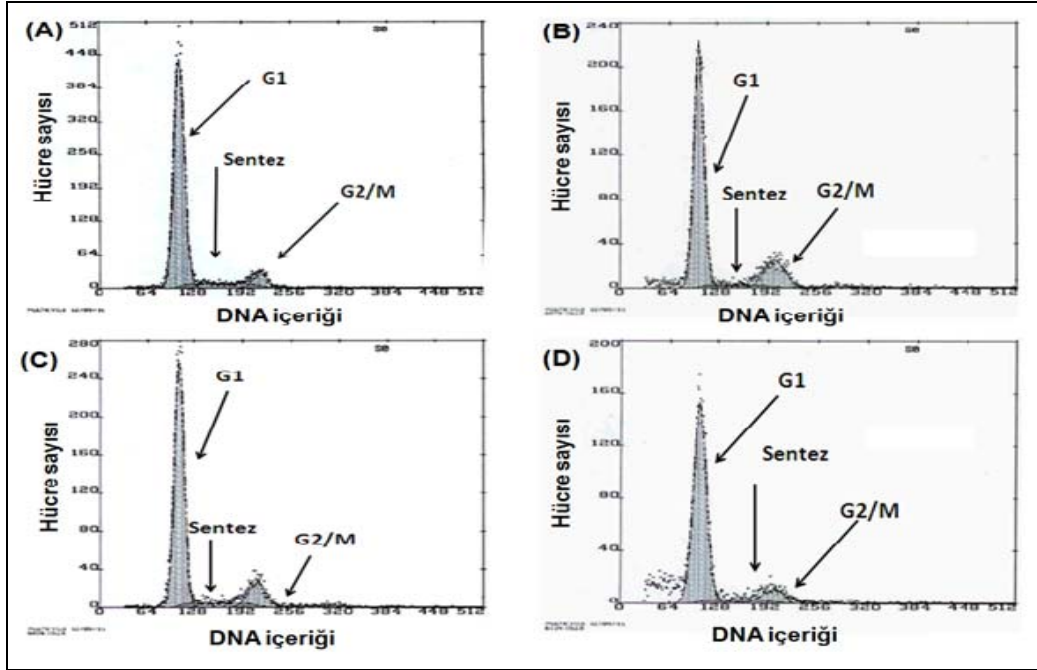 (A)
512
448
384
320
256
192
128
64
0
Hücre sayısı
G1
Sentez
G2/M
0 64 128 192 256 320 384 448 512
DNA içeriği
(B)
240
200
160
120
80
40
0
Hücre sayısı
G1
Sentez
G2/M
0 64 128 192 256 320 384 448 512
DNA içeriği
(C)
280
240
200
160
120
80
40
0
Hücre sayısı
G1
Sentez
G2/M
0 64 128 192 256 320 384 448 512
DNA içeriği
(D)
200
160
120
80
40
0
Hücre sayısı
G1
Sentez
G2/M
0 64 128 192 256 320 384 448 512
DNA içeriği